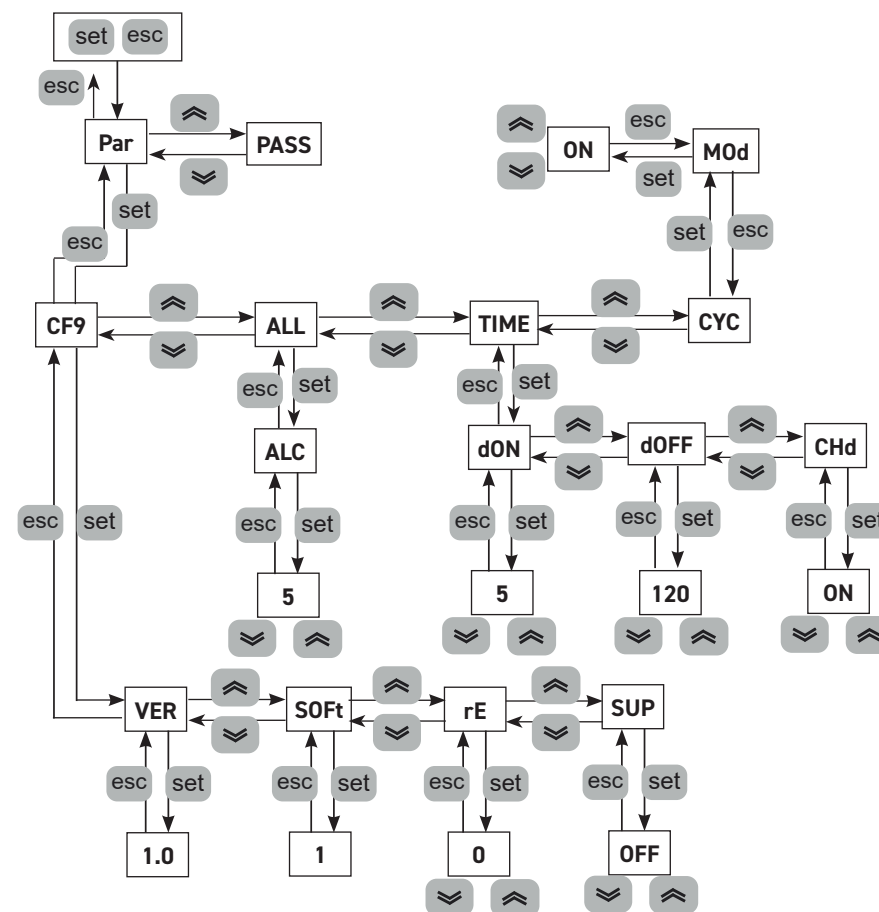 set esc
esc
Par
PASS
set
esc
ON
esc
set
MOd
set
esc
CF9
ALL
TIME
CYC
esc
set
esc
set
ALC
dON
dOFF
CHd
esc
set
esc
set
esc
set
esc
set
esc
set
5
5
120
ON
VER
SOFt
rE
SUP
esc
set
esc
set
esc
set
esc
set
1.0
1
0
OFF